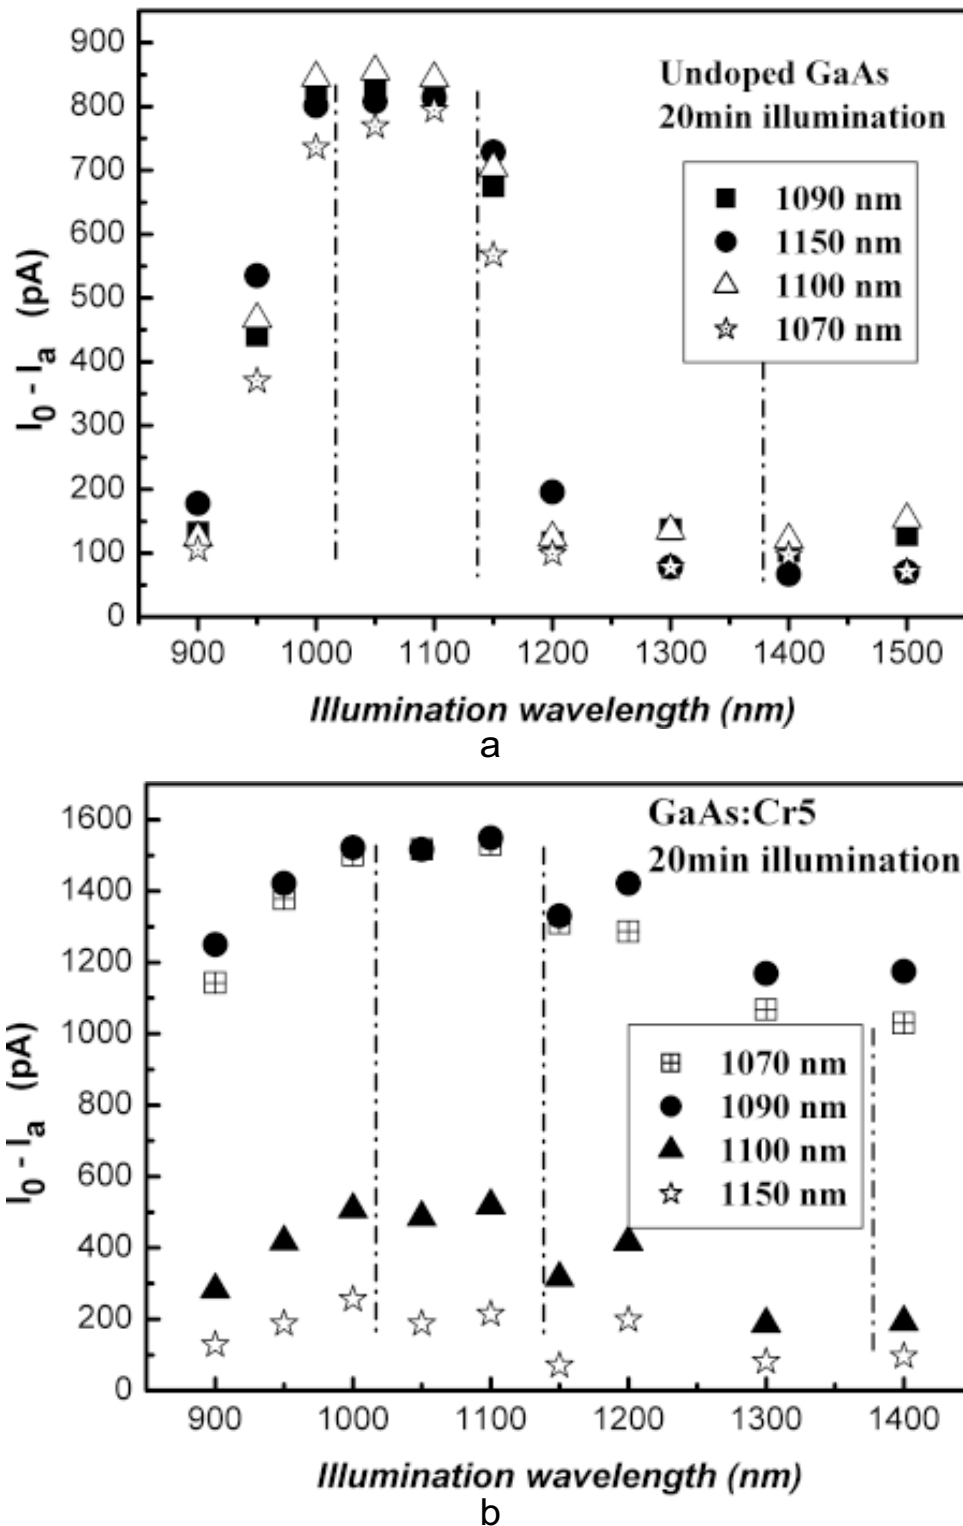 900
800
700
600
500
400
300
200
100
0
I0 - Ia (pA)
Undoped GaAs
20min illumination
1090 nm
1150 nm
1100 nm
1070 nm
900 1000 1100 1200 1300 1400 1500
Illumination wavelength (nm)
a
1600
1400
1200
1000
800
600
400
200
0
I0 - Ia (pA)
GaAs:Cr5
20min illumination
1070 nm
1090 nm
1100 nm
1150 nm
900 1000 1100 1200 1300 1400
Illumination wavelength (nm)
b